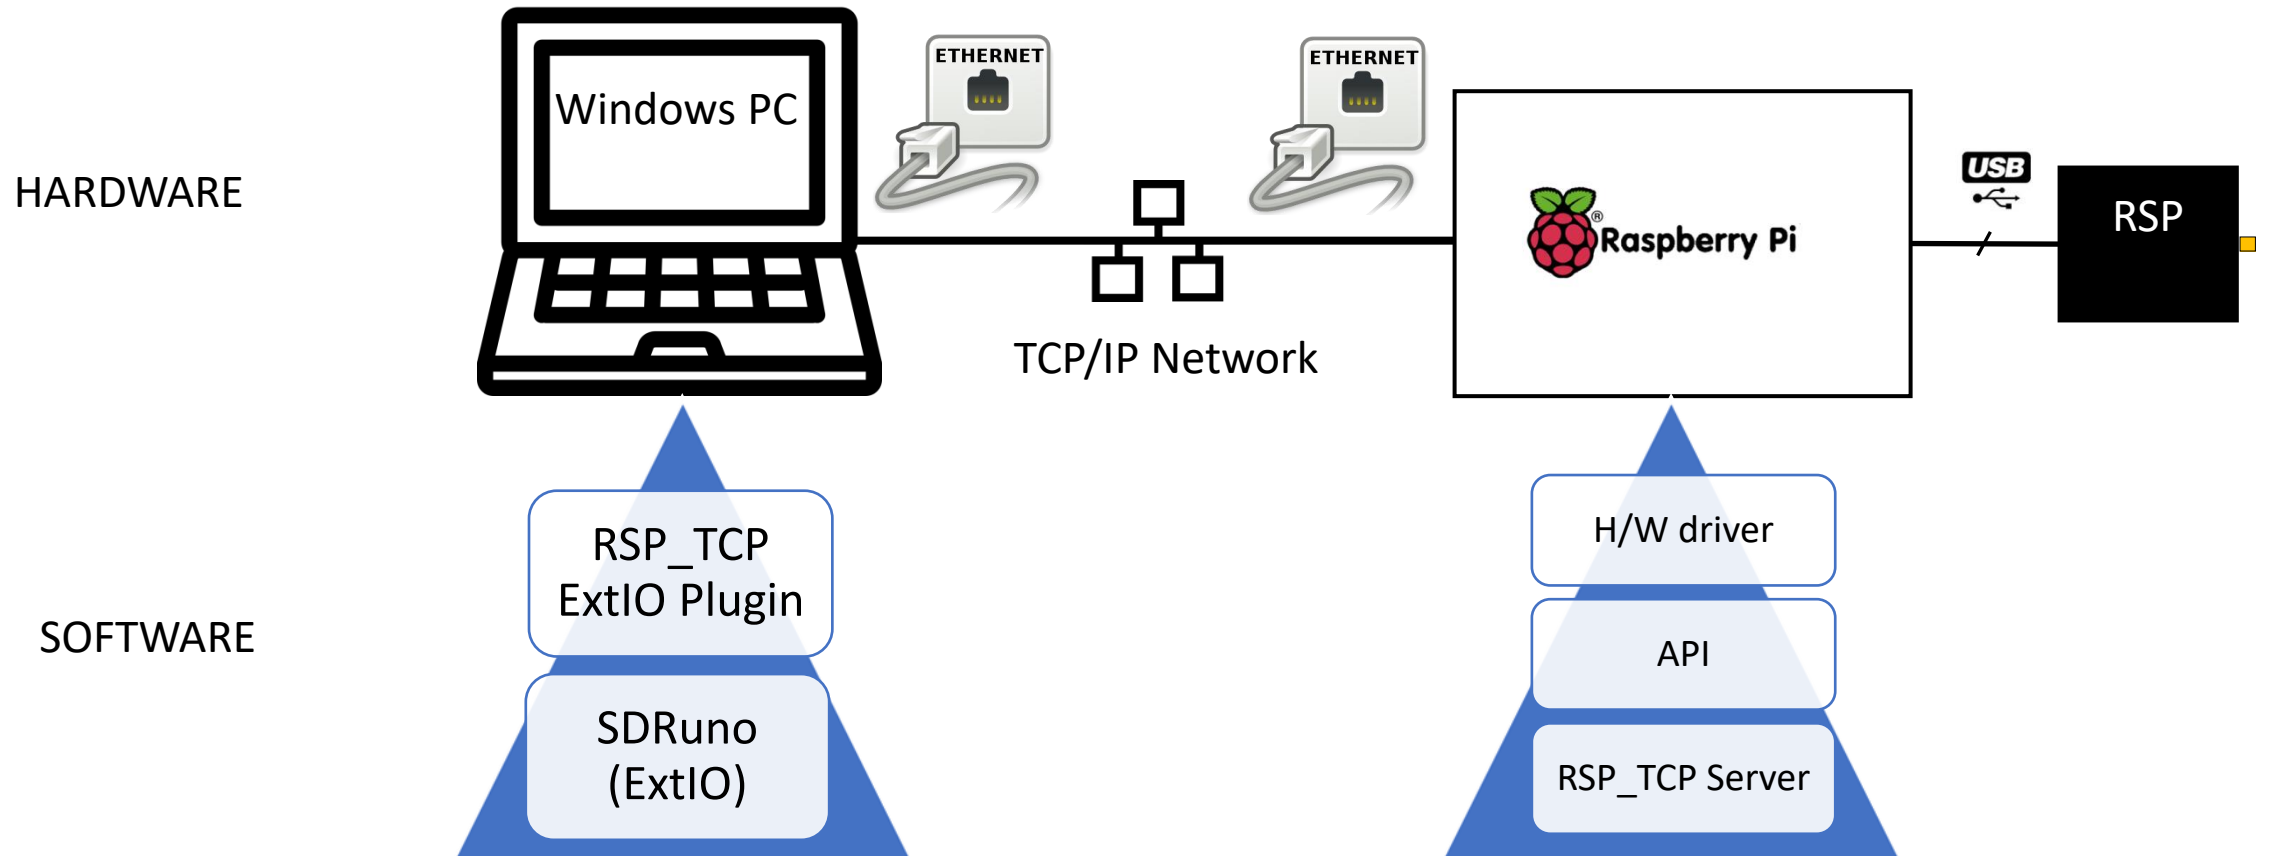 HARDWARE
Windows PC
ETHERNET
ETHERNET
TCP/IP Network
Raspberry Pi
®
USB
RSP
SOFTWARE
RSP_TCP
ExtIO Plugin
SDRuno
(ExtIO)
H/W driver
API
RSP_TCP Server